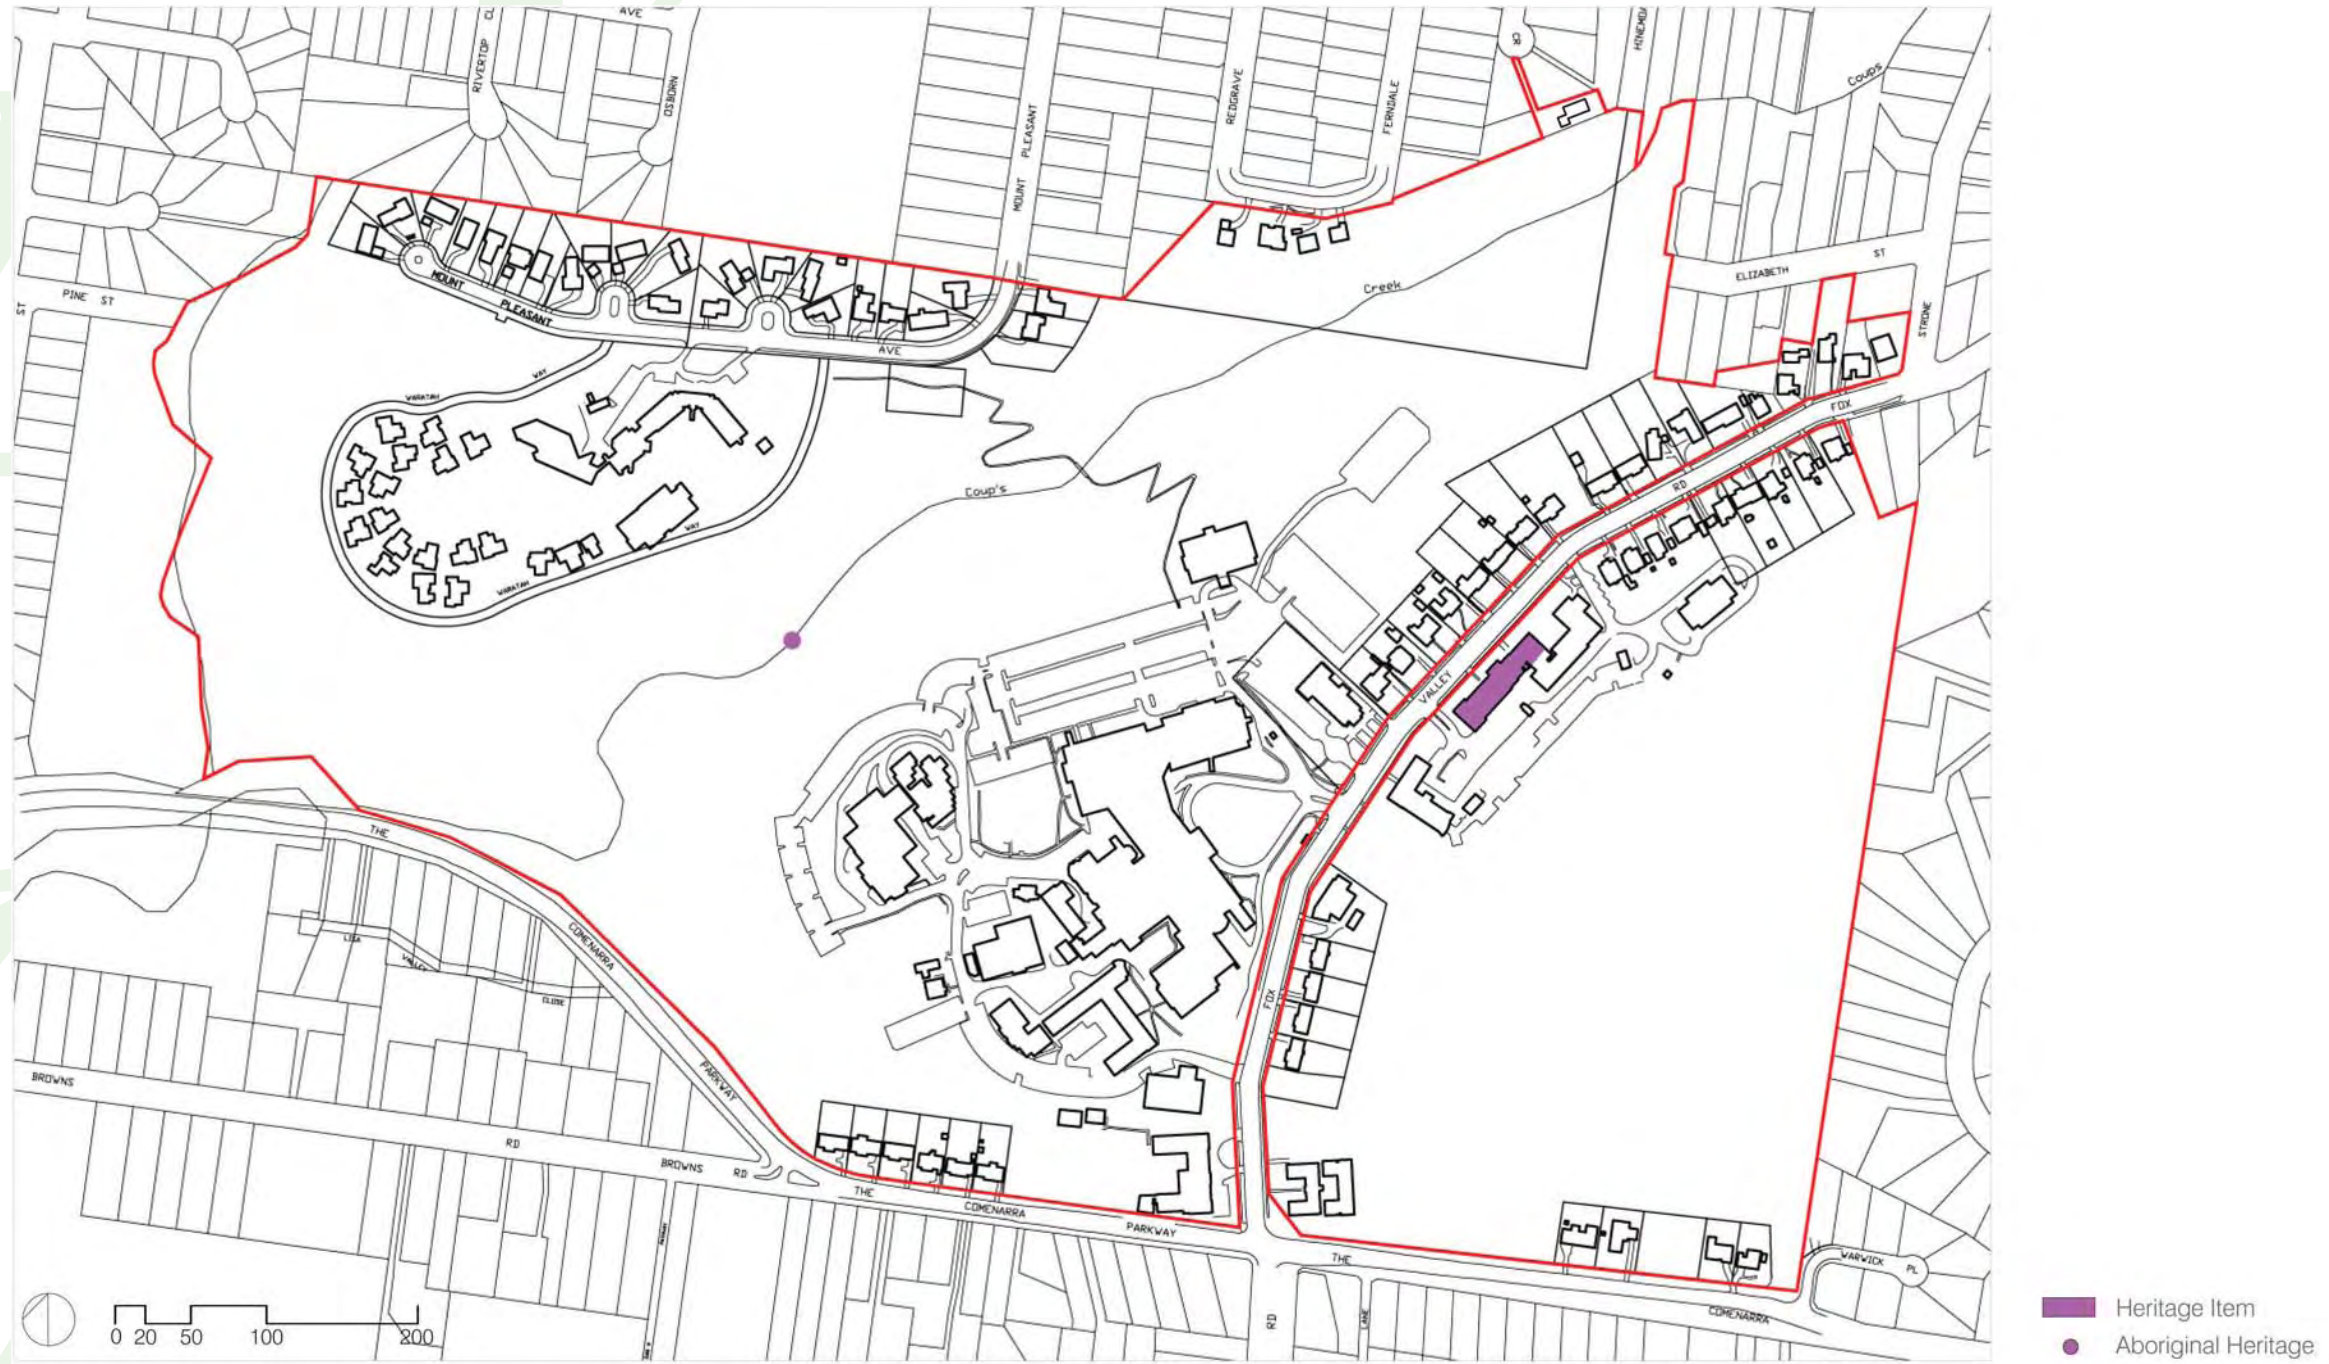 AVE
RIVERTOP
OSBORN
MOUNT PLEASANT
REDGRAVE
FERNDALE
CR
Coups
ELIZABETH ST
STRONE
PINE ST
ST
MOUNT
PLEASANT
AVE
Creek
WARATAH
WAY
FOX
RD
Coup's
WARATAH
WAY
VALLEY
THE
COMENARRA
LISA
VALLEY
CLOSE
FOX
PARKWAY
BROWNS
RD
BROWNS RD
THE
COMENARRA
PARKWAY
THE
WARWICK PL
COMENARRA
RD
LANE
0 20 50 100 200
Heritage Item
Aboriginal Heritage